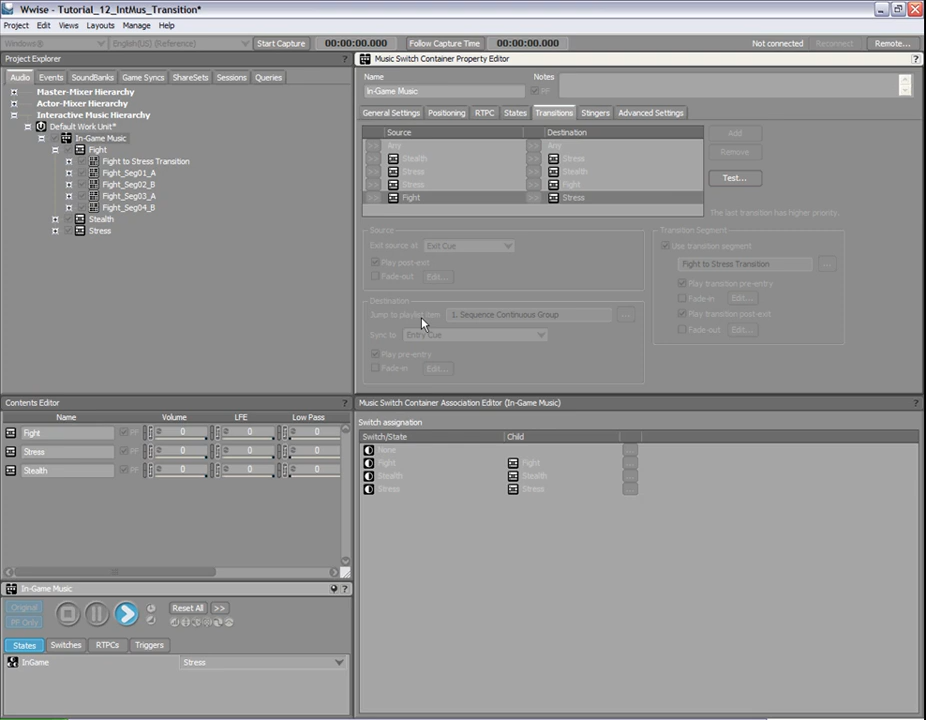 Wwise - Tutorial_12_IntMus_Transition*
Project Edit Views Layouts Manage Help
Windows® English(US) (Reference) Start Capture 00:00:00.000 Follow Capture Time 00:00:00.000 Not connected Reconnect Remote...
Project Explorer ?
Audio Events SoundBanks Game Syncs ShareSets Sessions Queries
Master-Mixer Hierarchy
Actor-Mixer Hierarchy
Interactive Music Hierarchy
Default Work Unit*
In-Game Music
Fight
Fight to Stress Transition
Fight_Seg01_A
Fight_Seg02_B
Fight_Seg03_A
Fight_Seg04_B
Stealth
Stress
Music Switch Container Property Editor ?
Name Notes
In-Game Music PF
General Settings Positioning RTPC States Transitions Stingers Advanced Settings
Source Destination
>> Any >> Any
>> Stealth >> Stress
>> Stress >> Stealth
>> Stress >> Fight
>> Fight >> Stress
Add
Remove
Test...
The last transition has higher priority.
Source
Exit source at Exit Cue
Play post-exit
Fade-out Edit...
Destination
Jump to playlist item 1. Sequence Continuous Group ...
Sync to Entry Cue
Play pre-entry
Fade-in Edit...
Transition Segment
Use transition segment
Fight to Stress Transition ...
Play transition pre-entry
Fade-in Edit...
Play transition post-exit
Fade-out Edit...
Contents Editor ?
Name Volume LFE Low Pass
Fight PF 0 0 0
Stress PF 0 0 0
Stealth PF 0 0 0
Music Switch Container Association Editor (In-Game Music) ?
Switch assignation
Switch/State Child
None
Fight Fight
Stealth Stealth
Stress Stress
In-Game Music ?
Original
PF Only
Reset All >>
States Switches RTPCs Triggers
InGame Stress